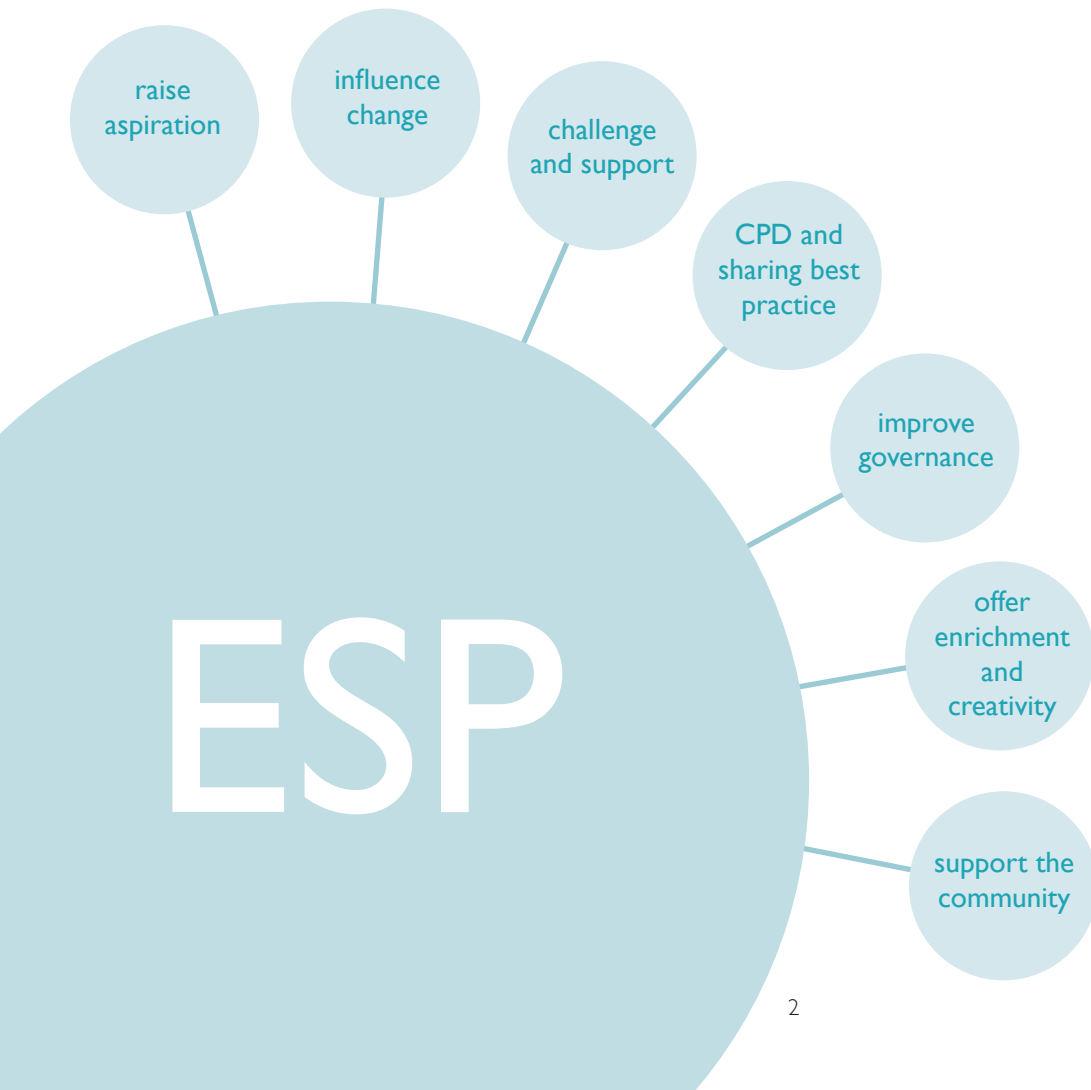 raise
aspiration
influence
change
challenge
and support
CPD and
sharing best
practice
improve
governance
offer
enrichment
and
creativity
support the
community
ESP
2